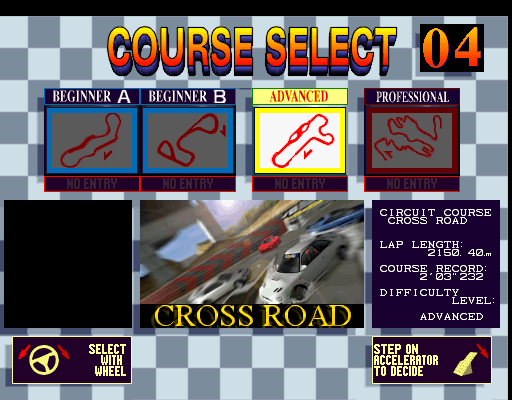 COURSE SELECT 04
BEGINNER A
BEGINNER B
ADVANCED
PROFESSIONAL
NO ENTRY
NO ENTRY
NO ENTRY
NO ENTRY
CROSS ROAD
CIRCUIT COURSE
CROSS ROAD
LAP LENGTH:
2150.40m
COURSE RECORD:
2'03"232
DIFFICULTY
LEVEL:
ADVANCED
SELECT
WITH
WHEEL
STEP ON
ACCELERATOR
TO DECIDE